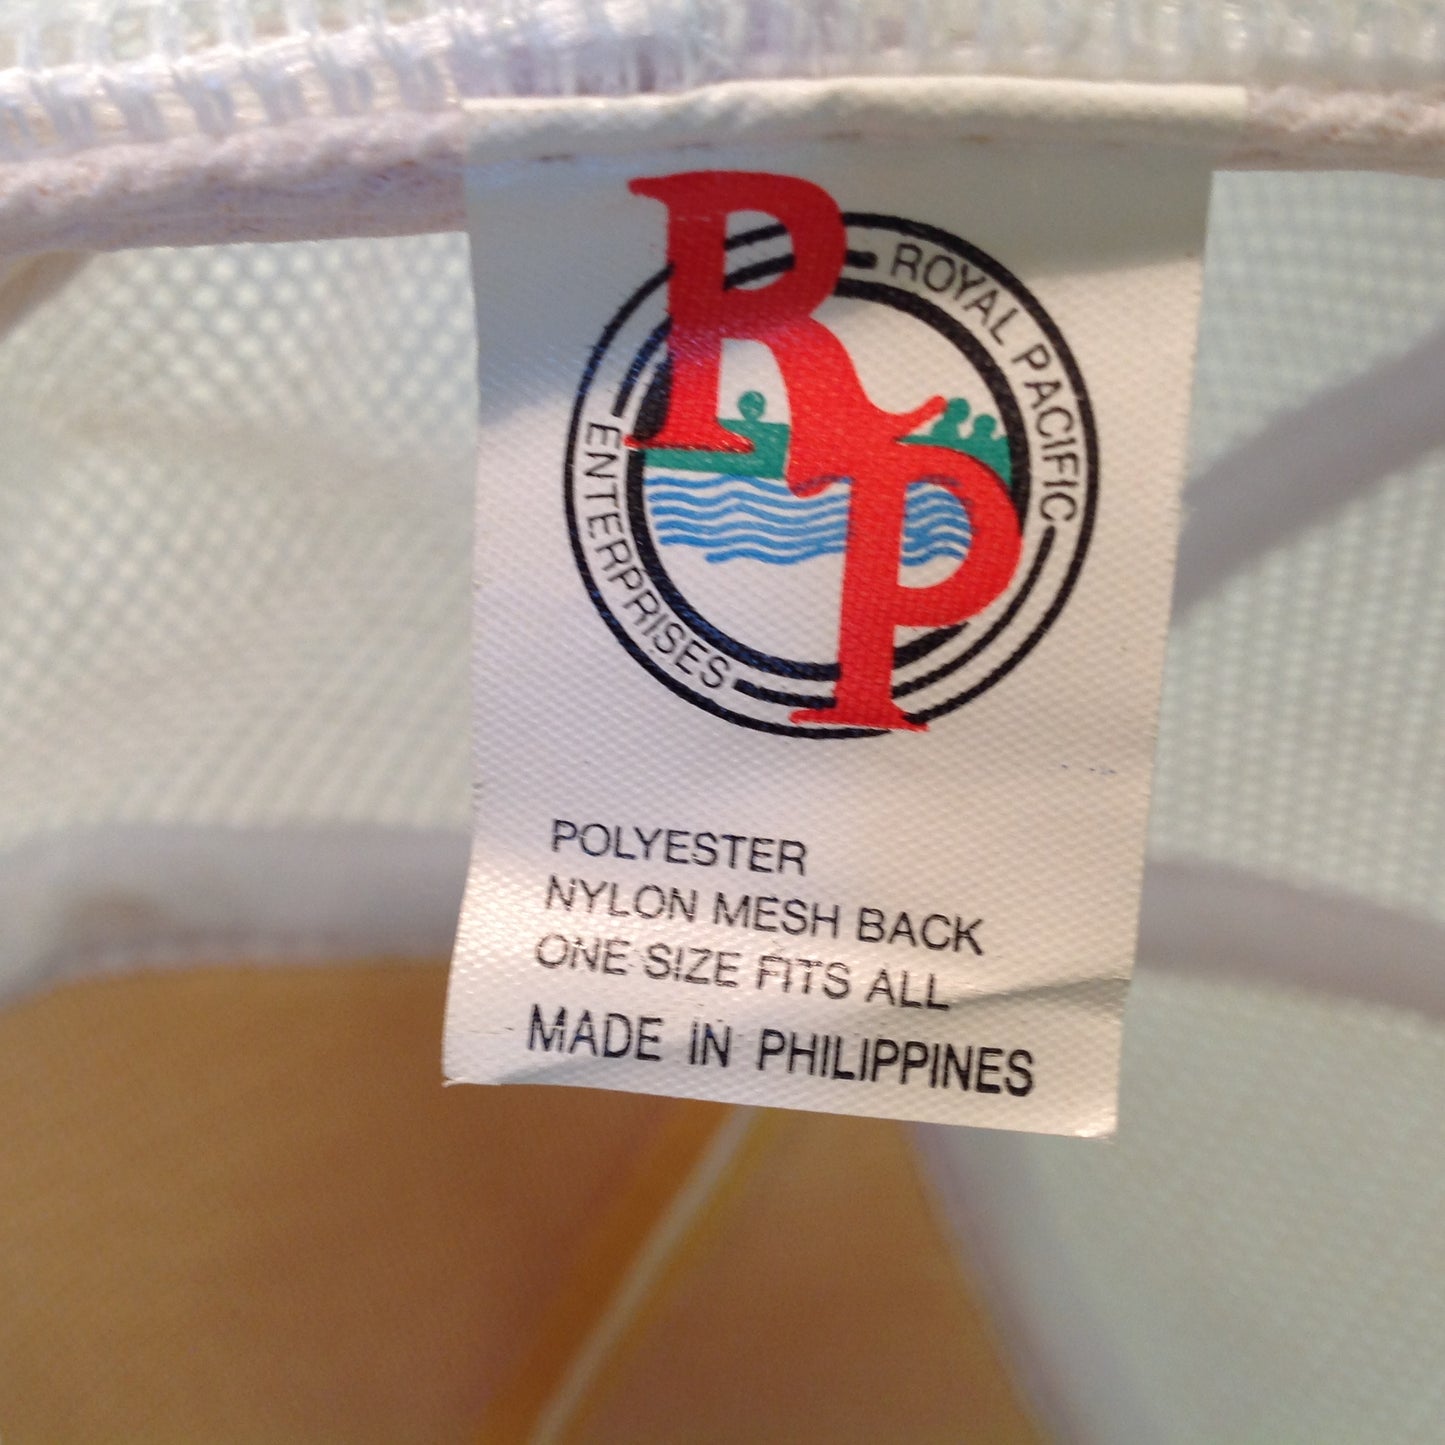 RP
ROYAL PACIFIC
ENTERPRISES
POLYESTER
NYLON MESH BACK
ONE SIZE FITS ALL
MADE IN PHILIPPINES